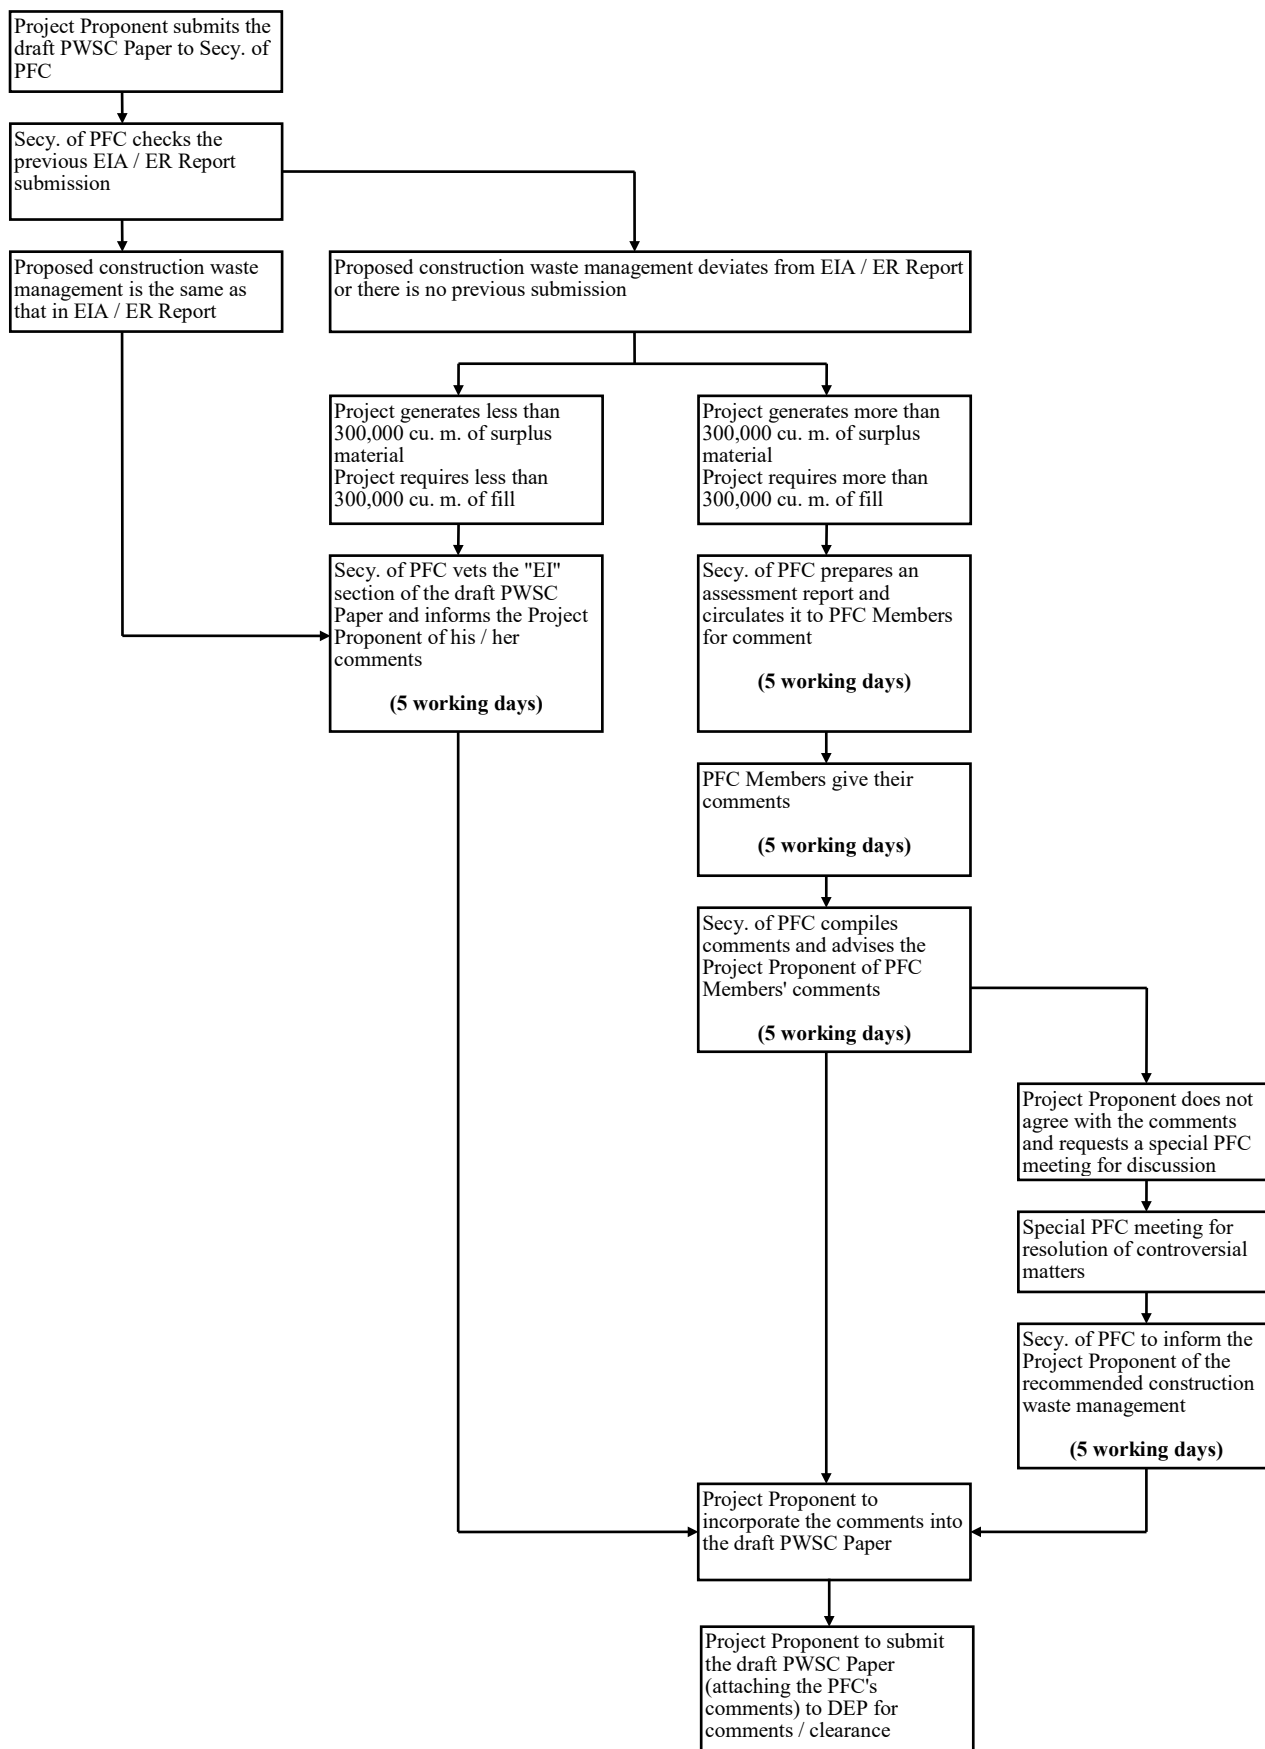 Project Proponent submits the
draft PWSC Paper to Secy. of
PFC
Secy. of PFC checks the
previous EIA / ER Report
submission
Proposed construction waste
management is the same as
that in EIA / ER Report
Proposed construction waste management deviates from EIA / ER Report
or there is no previous submission
Project generates less than
300,000 cu. m. of surplus
material
Project requires less than
300,000 cu. m. of fill
Project generates more than
300,000 cu. m. of surplus
material
Project requires more than
300,000 cu. m. of fill
Secy. of PFC vets the "EI"
section of the draft PWSC
Paper and informs the Project
Proponent of his / her
comments
(5 working days)
Secy. of PFC prepares an
assessment report and
circulates it to PFC Members
for comment
(5 working days)
PFC Members give their
comments
(5 working days)
Secy. of PFC compiles
comments and advises the
Project Proponent of PFC
Members' comments
(5 working days)
Project Proponent does not
agree with the comments
and requests a special PFC
meeting for discussion
Special PFC meeting for
resolution of controversial
matters
Secy. of PFC to inform the
Project Proponent of the
recommended construction
waste management
(5 working days)
Project Proponent to
incorporate the comments into
the draft PWSC Paper
Project Proponent to submit
the draft PWSC Paper
(attaching the PFC's
comments) to DEP for
comments / clearance